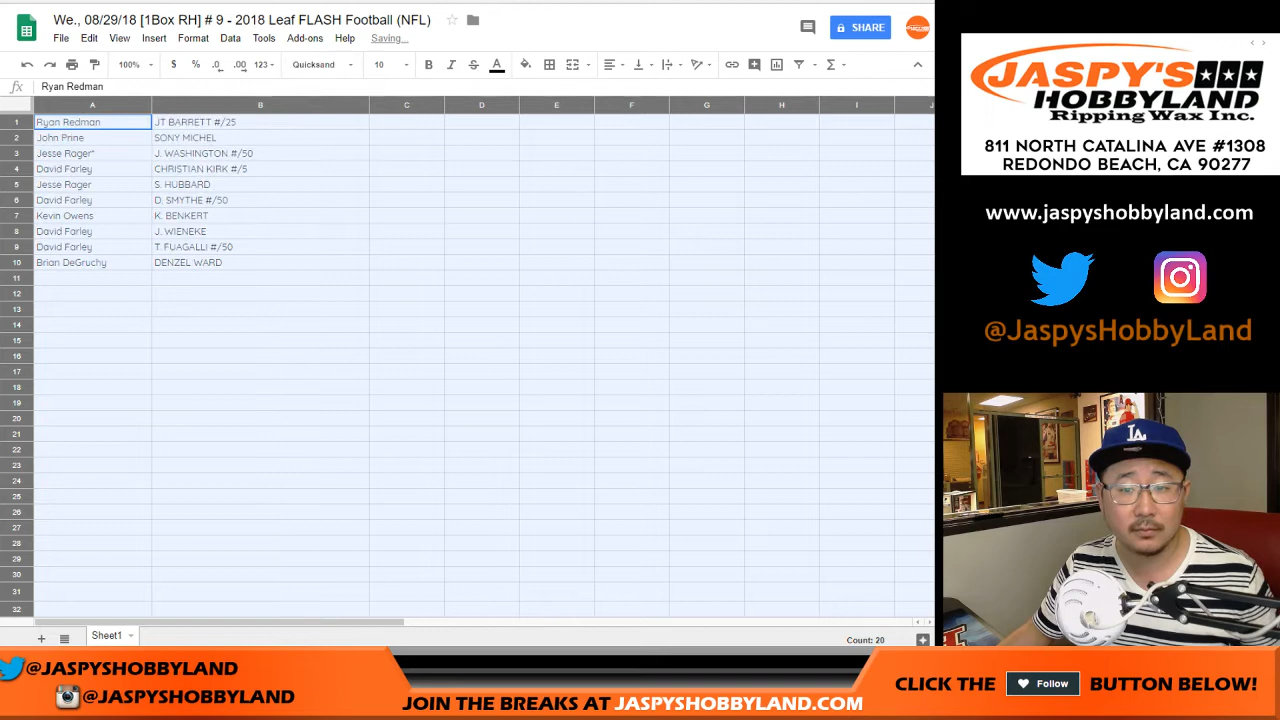 We., 08/29/18 [1Box RH] # 9 - 2018 Leaf FLASH Football (NFL)
File Edit View Insert Format Data Tools Add-ons Help Saving...
SHARE
100% $ % .0 .00 123 Quicksand 10 B I S A
fx Ryan Redman
A B C D E F G H I J
1 Ryan Redman JT BARRETT #/25
2 John Prine SONY MICHEL
3 Jesse Rager* J. WASHINGTON #/50
4 David Farley CHRISTIAN KIRK #/5
5 Jesse Rager S. HUBBARD
6 David Farley D. SMYTHE #/50
7 Kevin Owens K. BENKERT
8 David Farley J. WIENEKE
9 David Farley T. FUAGALLI #/50
10 Brian DeGruchy DENZEL WARD
11
12
13
14
15
16
17
18
19
20
21
22
23
24
25
26
27
28
29
30
31
32
Sheet1
Count: 20
JASPY'S
HOBBYLAND
Ripping Wax Inc.
811 NORTH CATALINA AVE #1308
REDONDO BEACH, CA 90277
www.jaspyshobbyland.com
@JaspysHobbyLand
LA
@JASPYSHOBBYLAND
@JASPYSHOBBYLAND
JOIN THE BREAKS AT JASPYSHOBBYLAND.COM
CLICK THE Follow BUTTON BELOW!